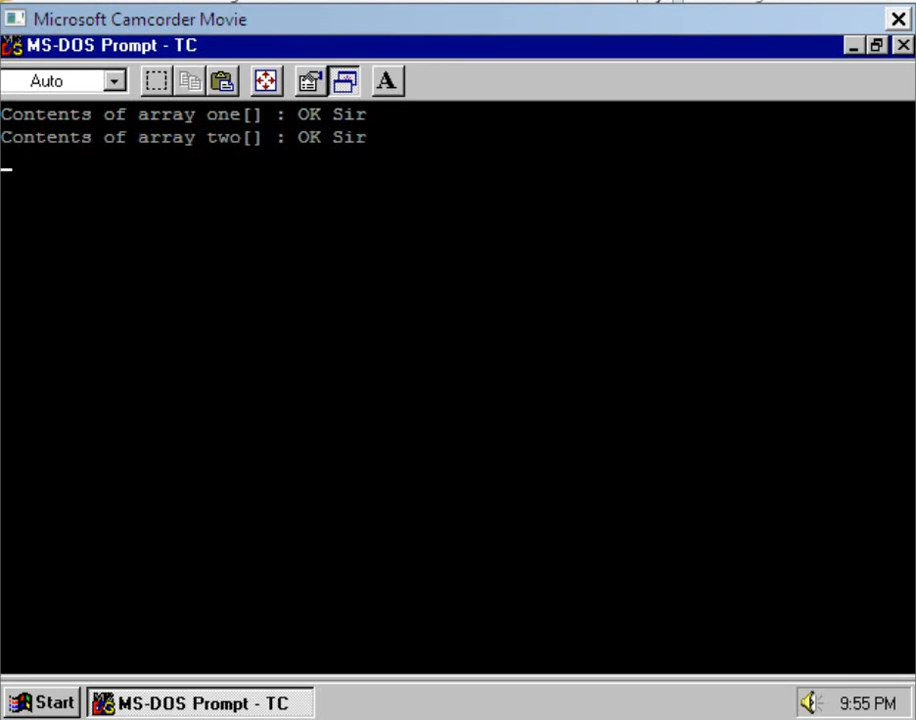 Microsoft Camcorder Movie
MS-DOS Prompt - TC
Auto
A
Contents of array one[] : OK Sir
Contents of array two[] : OK Sir
Start
MS-DOS Prompt - TC
9:55 PM